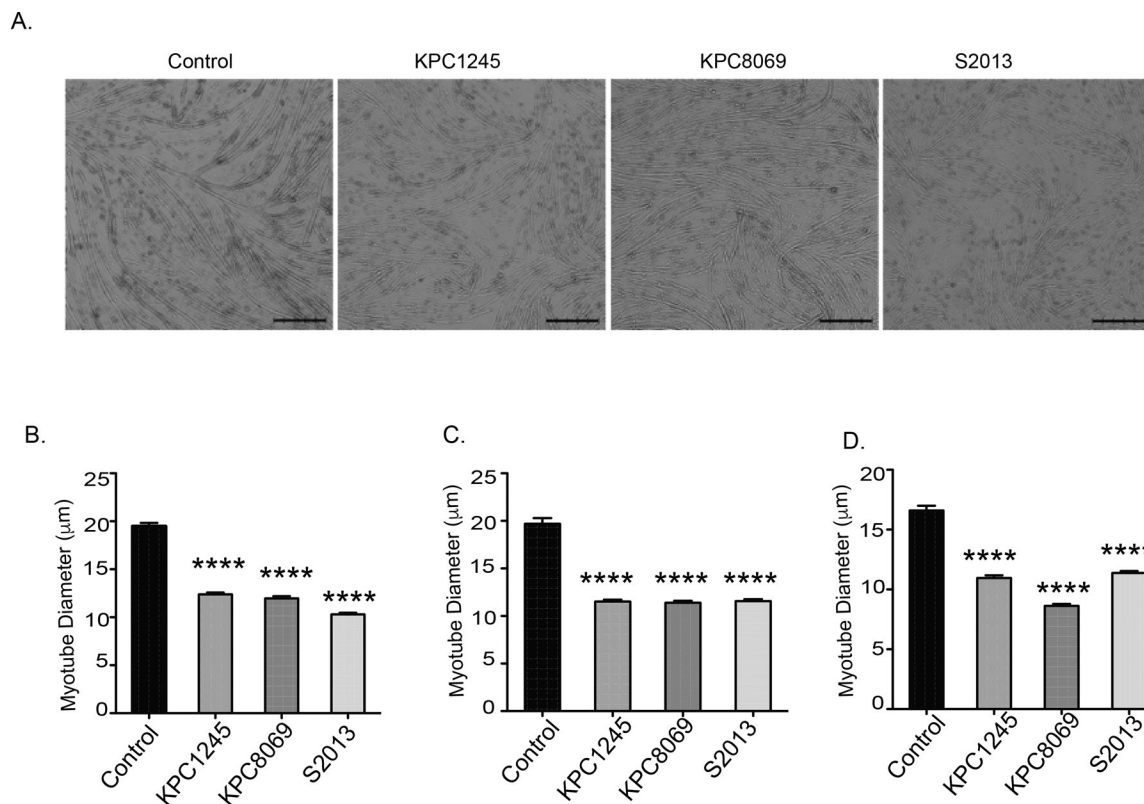 A.
Control KPC1245 KPC8069 S2013
B.
Myotube Diameter (μm)
25
20
15
10
5
0
****
****
****
Control
KPC1245
KPC8069
S2013
C.
Myotube Diameter (μm)
25
20
15
10
5
0
**** **** ****
Control
KPC1245
KPC8069
S2013
D.
Myotube Diameter (μm)
20
15
10
5
0
****
****
****
Control
KPC1245
KPC8069
S2013